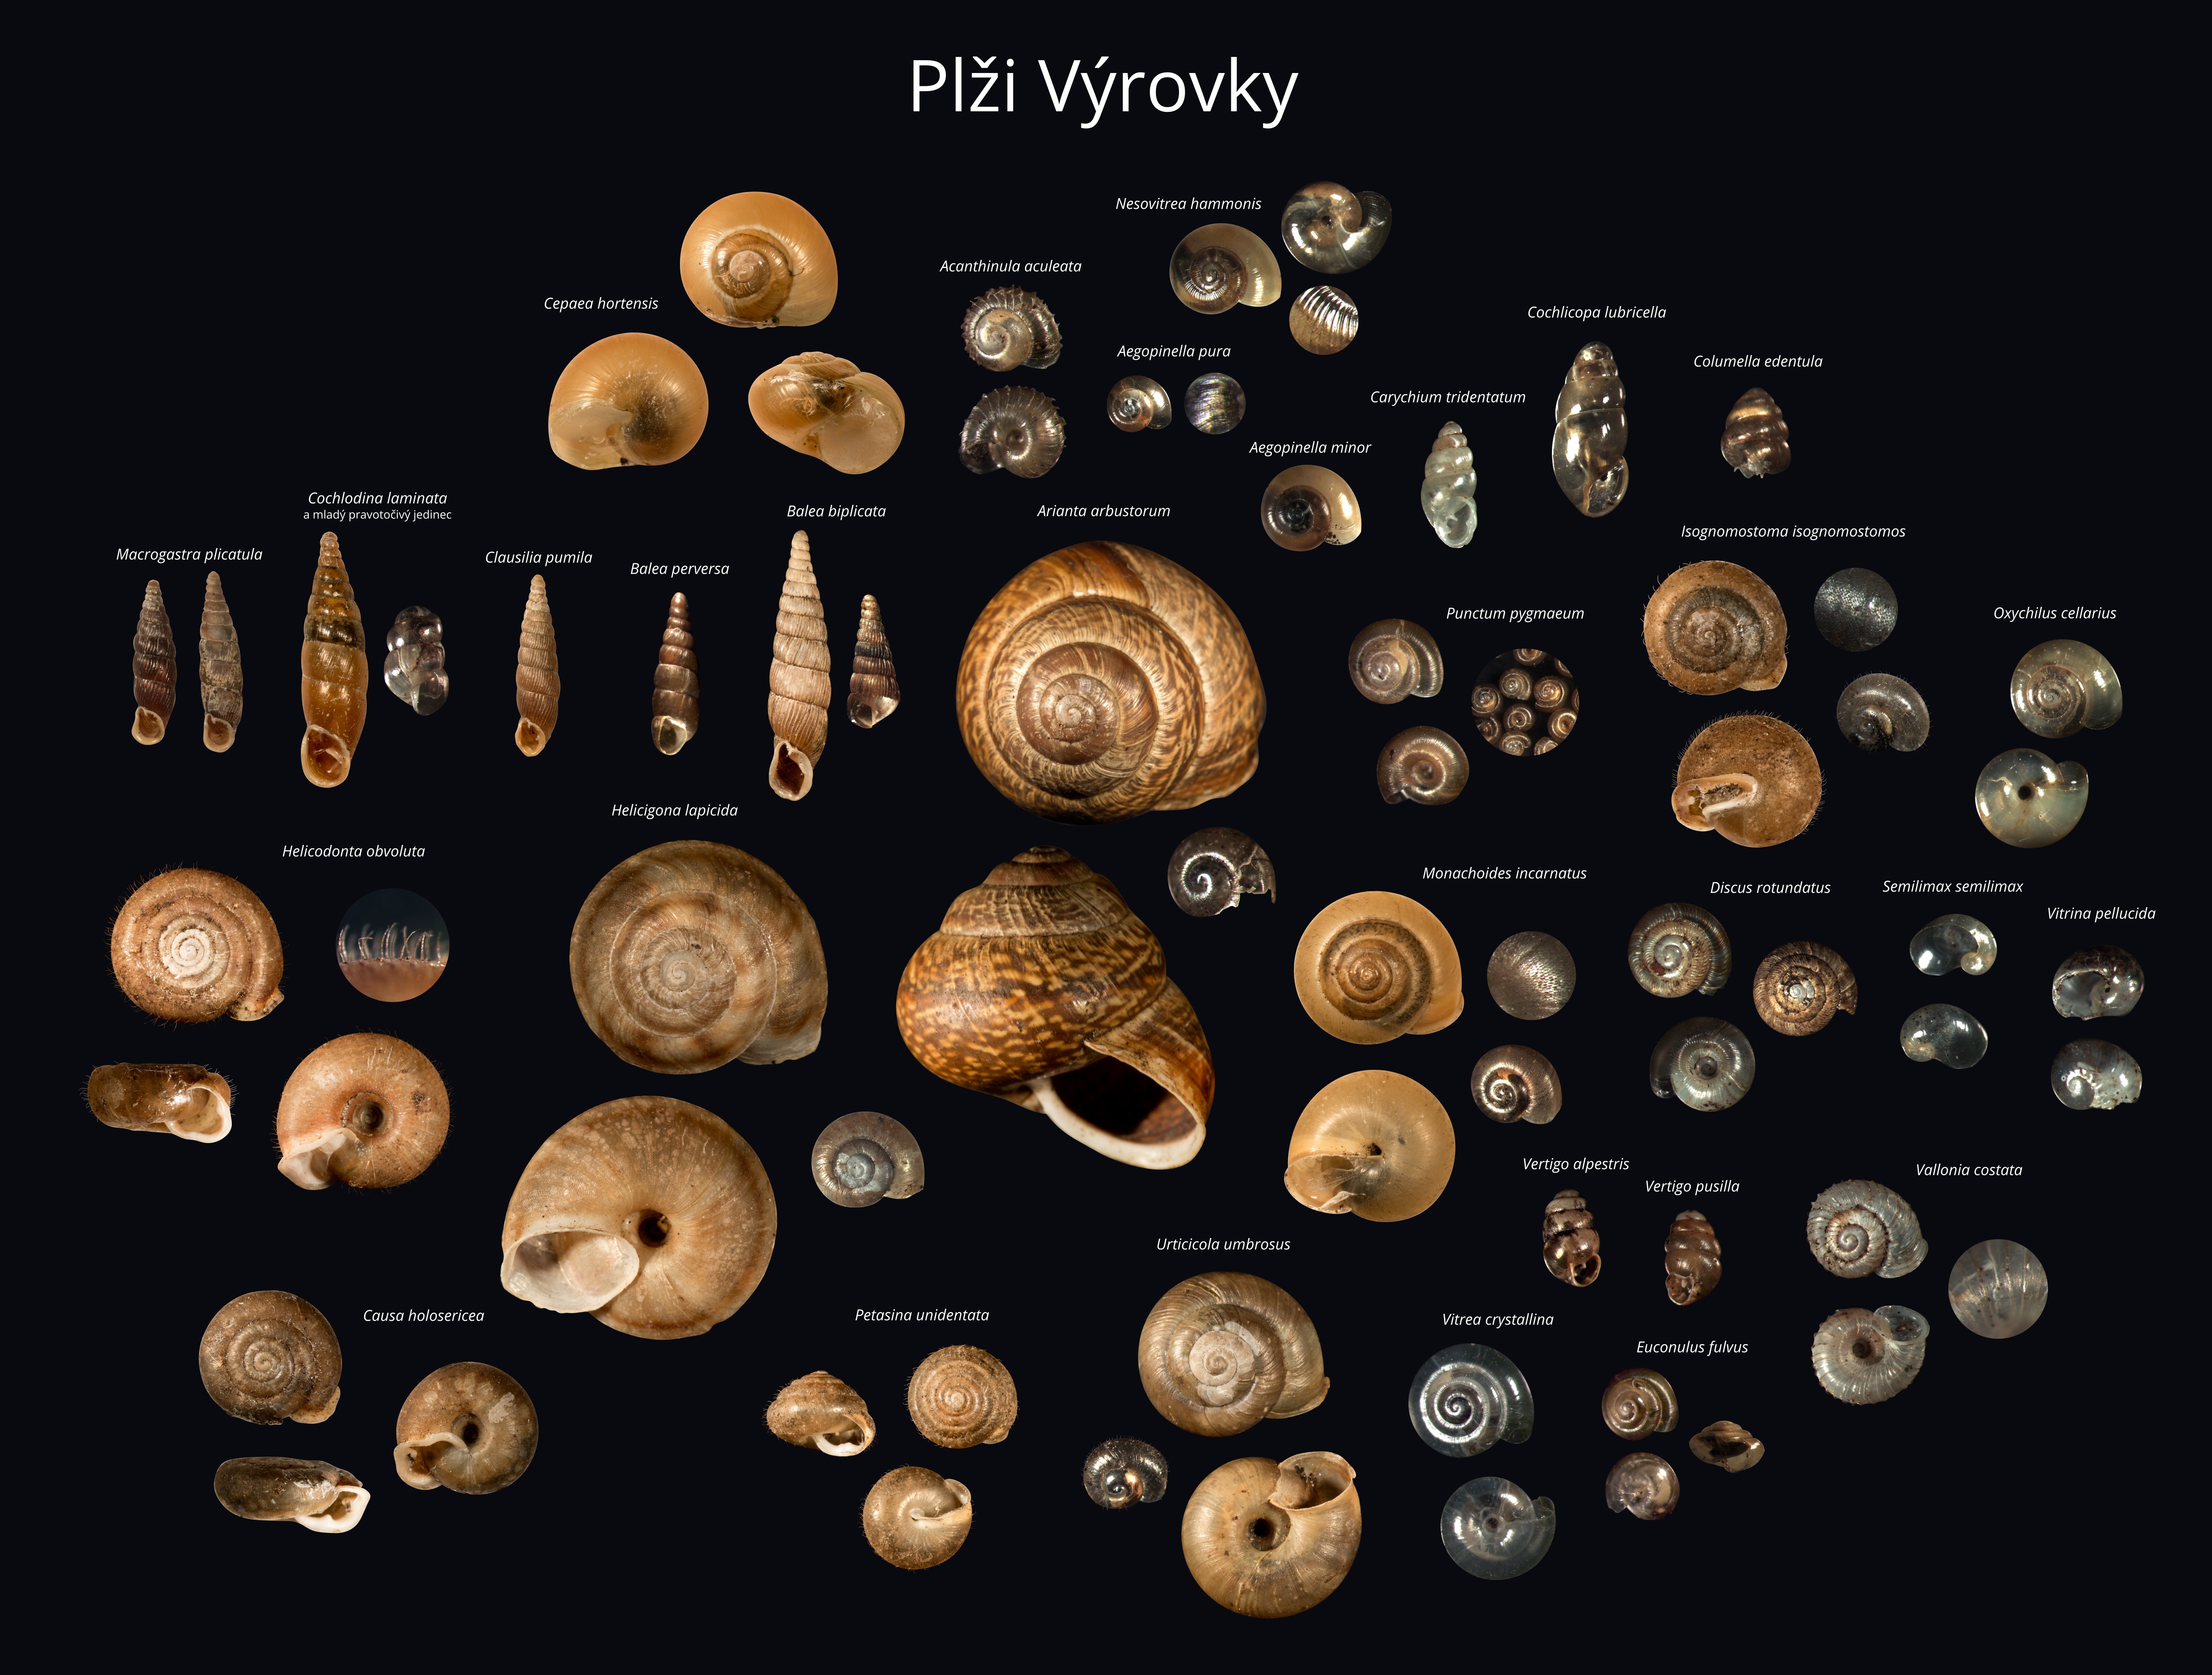 Plži Výrovky
Nesovitrea hammonis
Acanthinula aculeata
Cepaea hortensis
Cochlicopa lubricella
Aegopinella pura
Columella edentula
Carychium tridentatum
Aegopinella minor
Cochlodina laminata
a mladý pravotočivý jedinec
Balea biplicata
Arianta arbustorum
Isognomostoma isognomostomos
Macrogastra plicatula
Clausilia pumila
Balea perversa
Punctum pygmaeum
Oxychilus cellarius
Helicigona lapicida
Helicodonta obvoluta
Monachoides incarnatus
Discus rotundatus
Semilimax semilimax
Vitrina pellucida
Vertigo alpestris
Vallonia costata
Vertigo pusilla
Urticicola umbrosus
Causa holosericea
Petasina unidentata
Vitrea crystallina
Euconulus fulvus